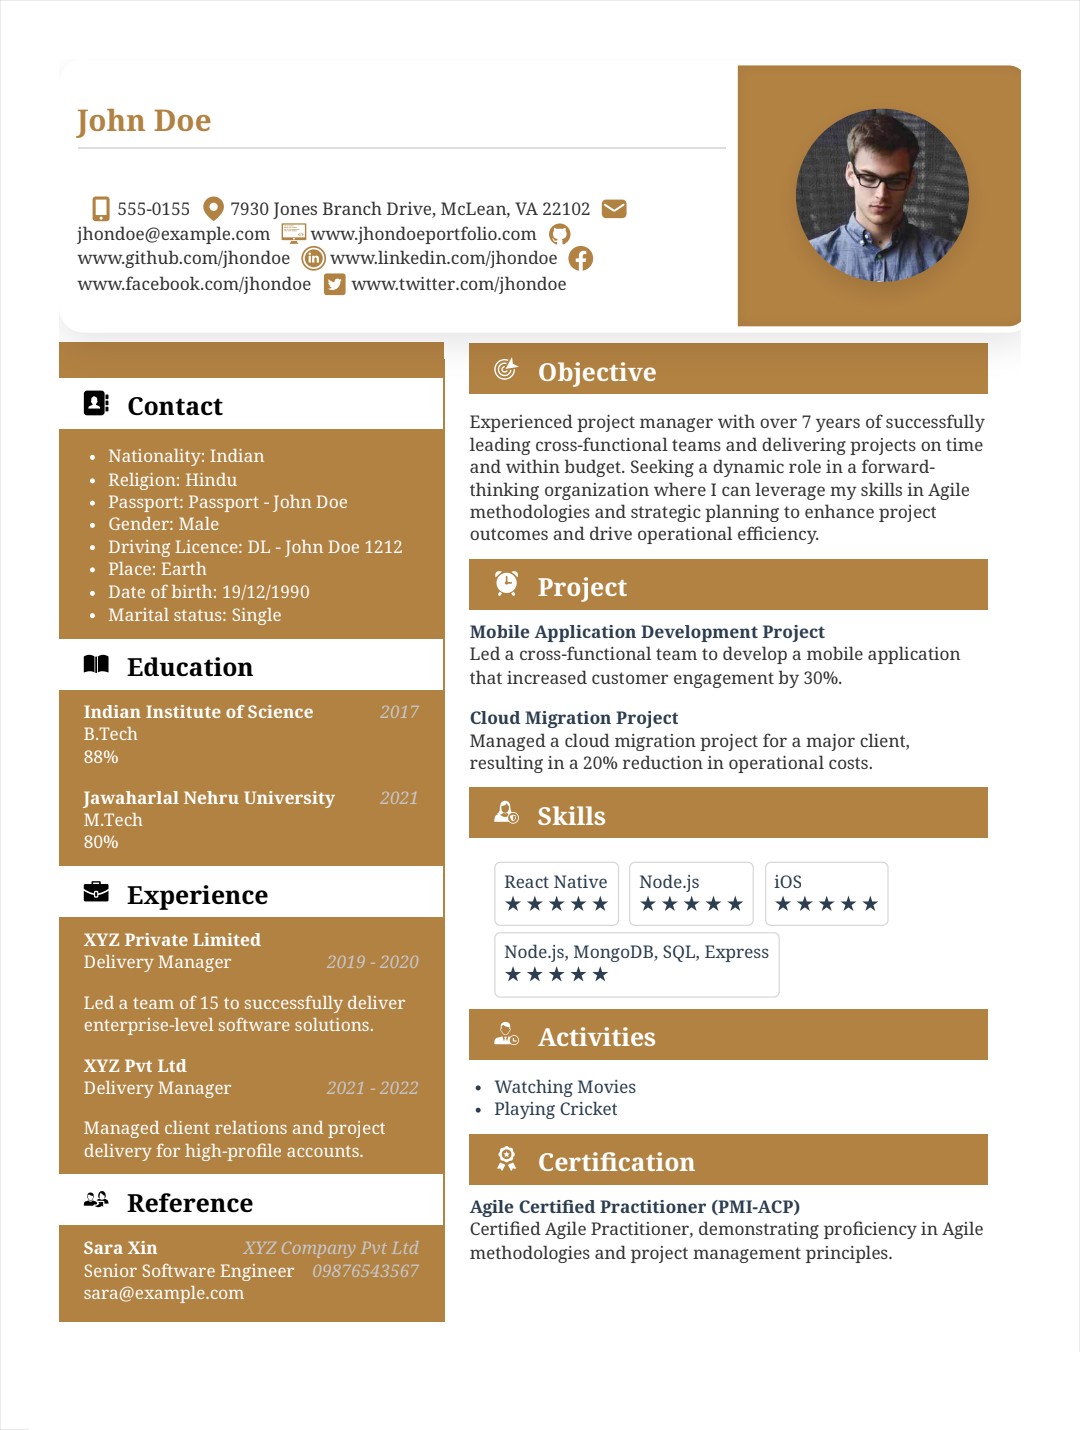 John Doe
555-0155 7930 Jones Branch Drive, McLean, VA 22102
jhondoe@example.com www.jhondoeportfolio.com
www.github.com/jhondoe www.linkedin.com/jhondoe
www.facebook.com/jhondoe www.twitter.com/jhondoe
Contact
• Nationality: Indian
• Religion: Hindu
• Passport: Passport - John Doe
• Gender: Male
• Driving Licence: DL - John Doe 1212
• Place: Earth
• Date of birth: 19/12/1990
• Marital status: Single
Education
Indian Institute of Science 2017
B.Tech
88%
Jawaharlal Nehru University 2021
M.Tech
80%
Experience
XYZ Private Limited
Delivery Manager 2019 - 2020
Led a team of 15 to successfully deliver
enterprise-level software solutions.
XYZ Pvt Ltd
Delivery Manager 2021 - 2022
Managed client relations and project
delivery for high-profile accounts.
Reference
Sara Xin XYZ Company Pvt Ltd
Senior Software Engineer 09876543567
sara@example.com
Objective
Experienced project manager with over 7 years of successfully
leading cross-functional teams and delivering projects on time
and within budget. Seeking a dynamic role in a forward-
thinking organization where I can leverage my skills in Agile
methodologies and strategic planning to enhance project
outcomes and drive operational efficiency.
Project
Mobile Application Development Project
Led a cross-functional team to develop a mobile application
that increased customer engagement by 30%.
Cloud Migration Project
Managed a cloud migration project for a major client,
resulting in a 20% reduction in operational costs.
Skills
React Native Node.js iOS
★★★★★ ★★★★★ ★★★★★
Node.js, MongoDB, SQL, Express
★★★★★
Activities
• Watching Movies
• Playing Cricket
Certification
Agile Certified Practitioner (PMI-ACP)
Certified Agile Practitioner, demonstrating proficiency in Agile
methodologies and project management principles.